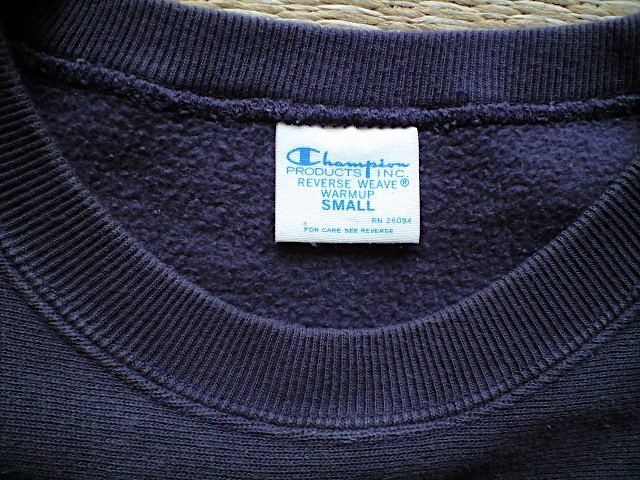 Champion
PRODUCTS INC.
REVERSE WEAVE®
WARMUP
SMALL
RN 26094
FOR CARE SEE REVERSE